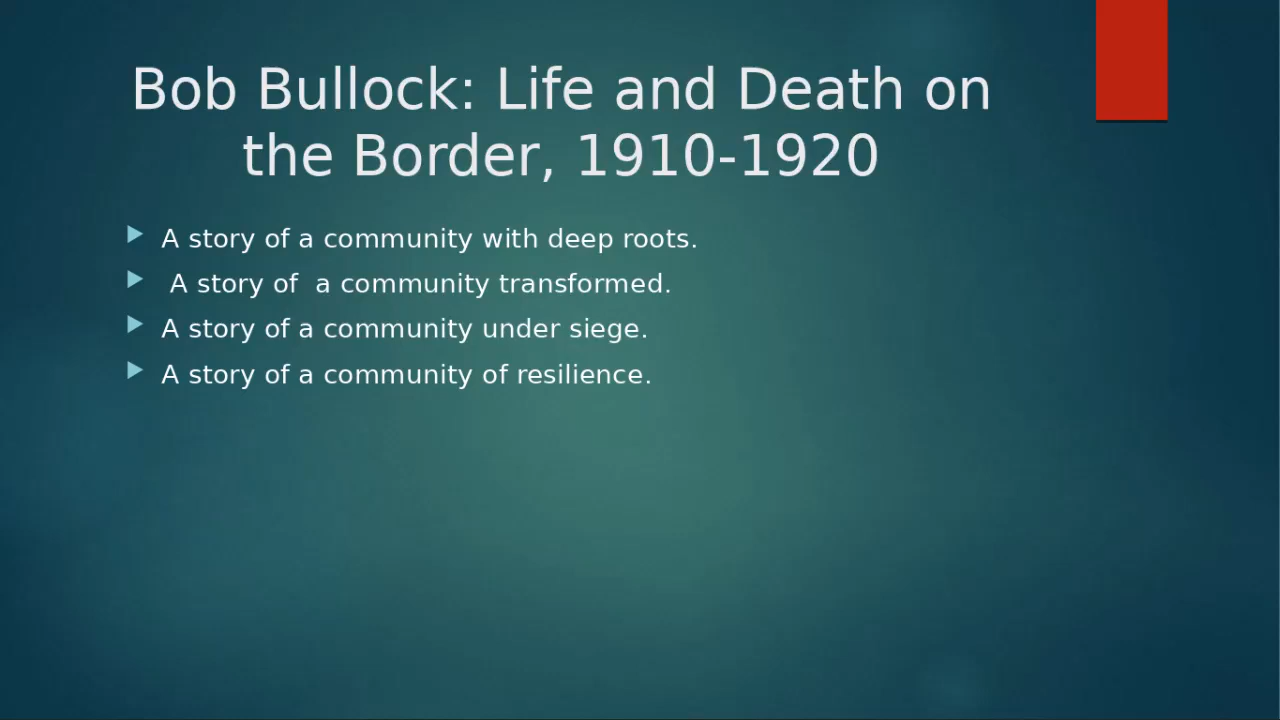 Bob Bullock: Life and Death on
the Border, 1910-1920
A story of a community with deep roots.
A story of  a community transformed.
A story of a community under siege.
A story of a community of resilience.